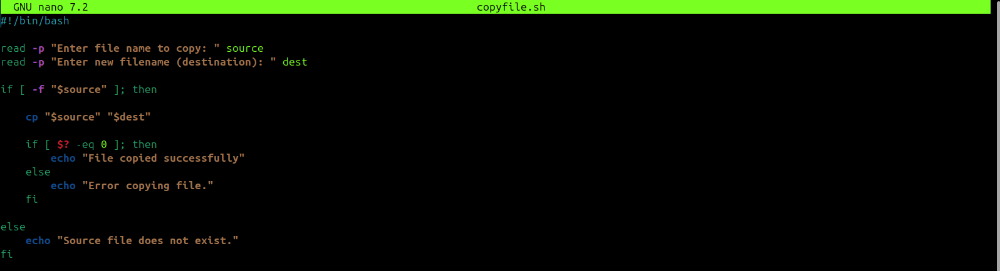 GNU nano 7.2 copyfile.sh
#!/bin/bash
read -p "Enter file name to copy: " source
read -p "Enter new filename (destination): " dest
if [ -f "$source" ]; then
    cp "$source" "$dest"
    if [ $? -eq 0 ]; then
        echo "File copied successfully"
    else
        echo "Error copying file."
    fi
else
    echo "Source file does not exist."
fi